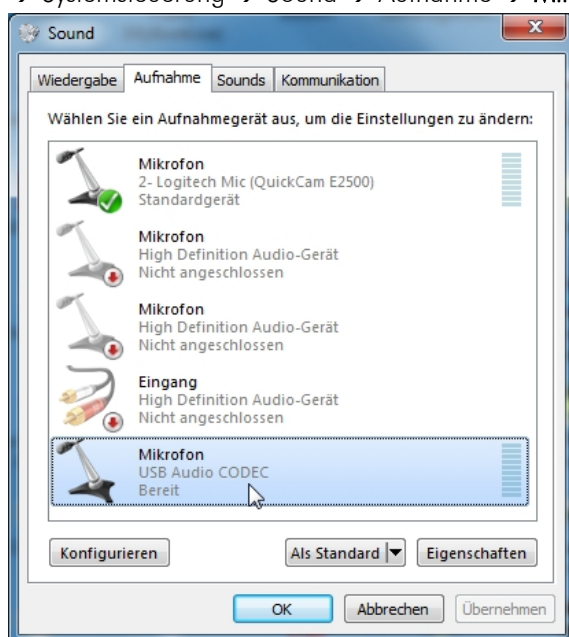 Sound
Wiedergabe Aufnahme Sounds Kommunikation
Wählen Sie ein Aufnahmegerät aus, um die Einstellungen zu ändern:
Mikrofon
2- Logitech Mic (QuickCam E2500)
Standardgerät
Mikrofon
High Definition Audio-Gerät
Nicht angeschlossen
Mikrofon
High Definition Audio-Gerät
Nicht angeschlossen
Eingang
High Definition Audio-Gerät
Nicht angeschlossen
Mikrofon
USB Audio CODEC
Bereit
Konfigurieren Als Standard Eigenschaften
OK Abbrechen Übernehmen